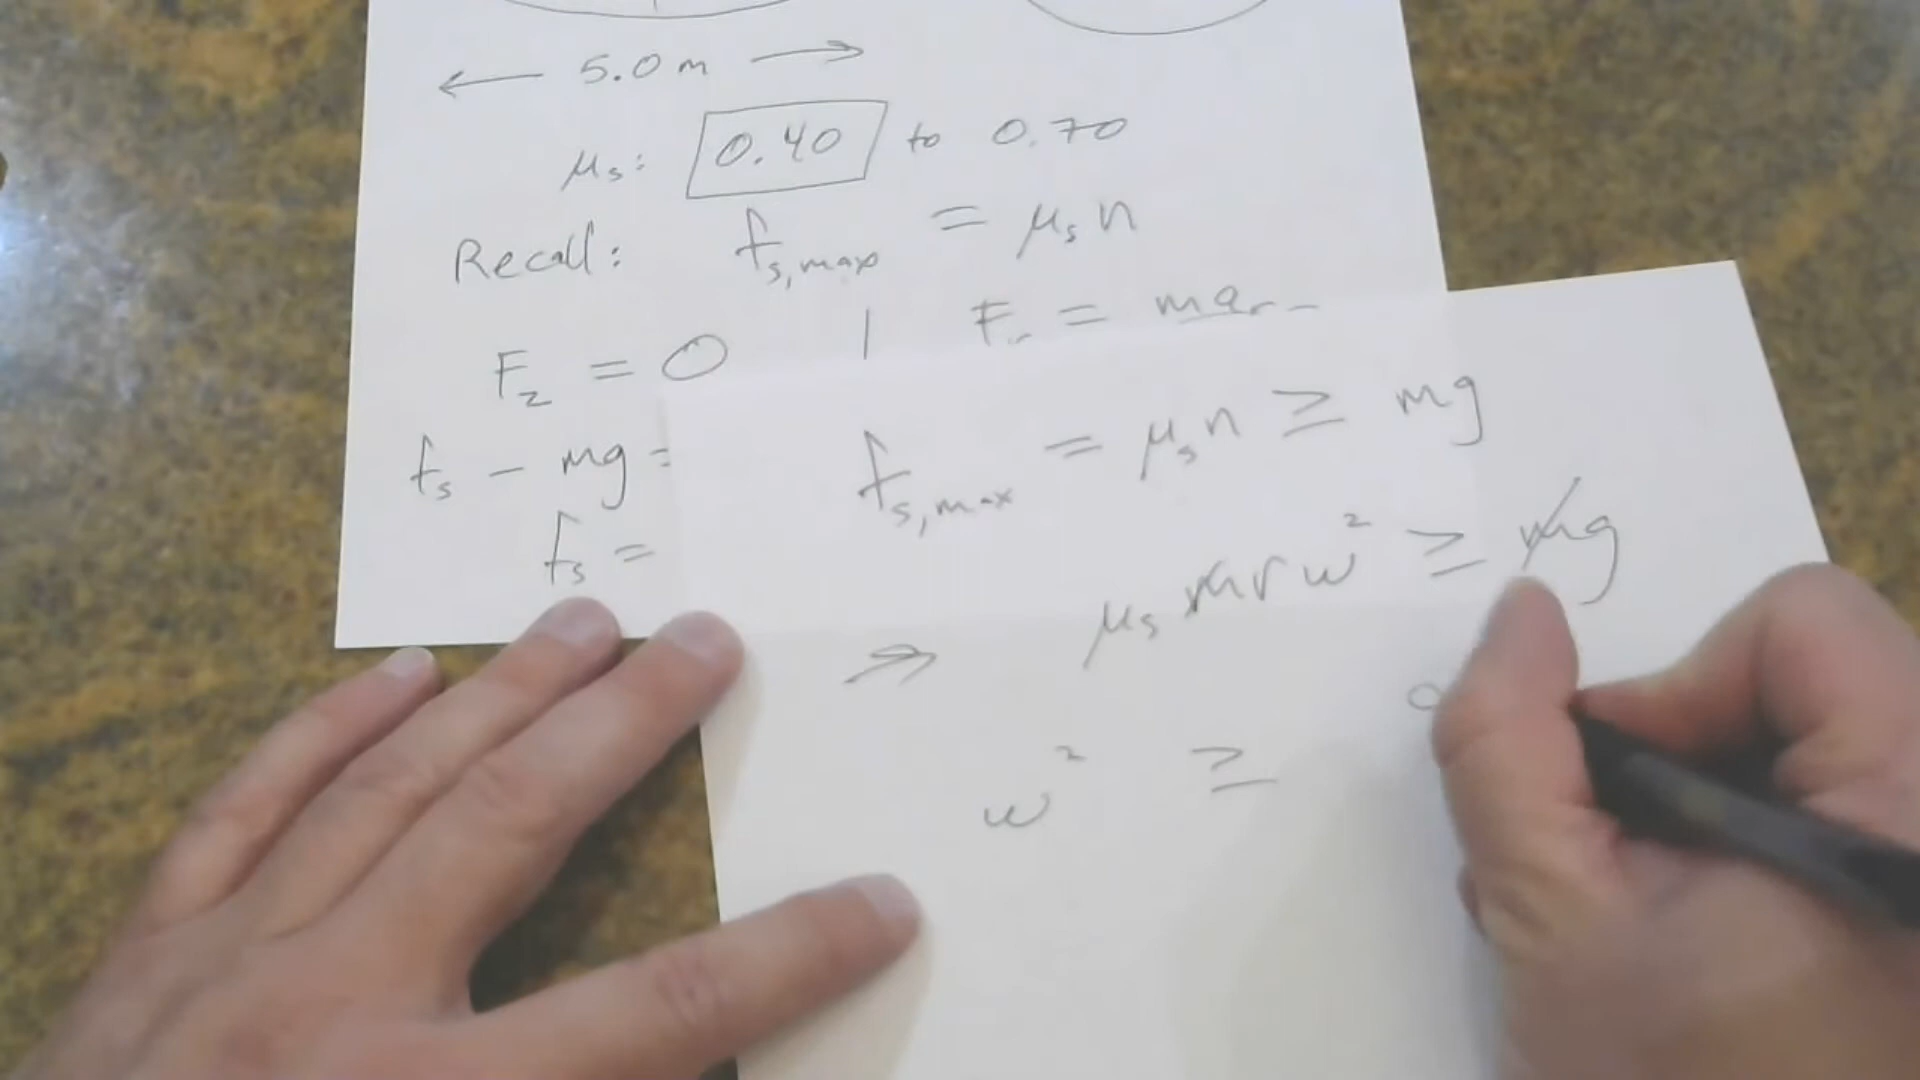 ← 5.0 m →
μs: 0.40 to 0.70
Recall: fs,max = μs n
Fz = 0 | Fr = mar
fs - mg =
fs =
fs,max = μs n ≥ mg
⇒ μs m r ω² ≥ mg
ω² ≥